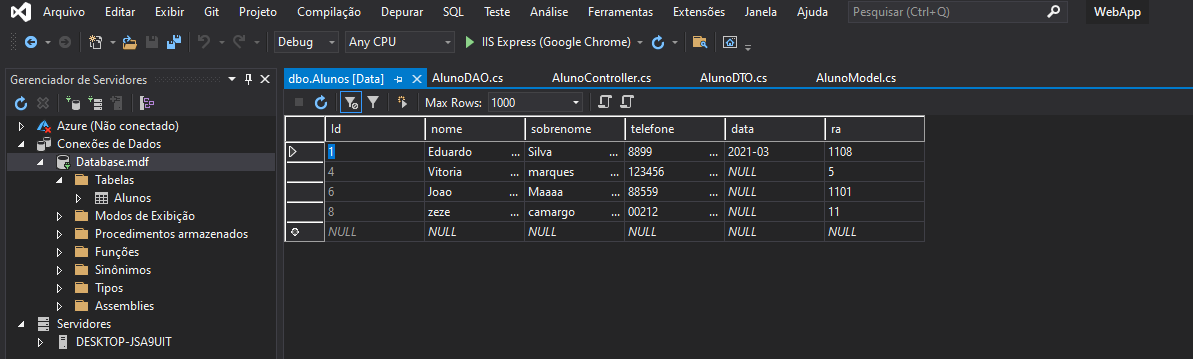 Arquivo Editar Exibir Git Projeto Compilação Depurar SQL Teste Análise Ferramentas Extensões Janela Ajuda Pesquisar (Ctrl+Q) WebApp
Debug Any CPU IIS Express (Google Chrome)
Gerenciador de Servidores
Azure (Não conectado)
Conexões de Dados
Database.mdf
Tabelas
Alunos
Modos de Exibição
Procedimentos armazenados
Funções
Sinônimos
Tipos
Assemblies
Servidores
DESKTOP-JSA9UIT
dbo.Alunos [Data] AlunoDAO.cs AlunoController.cs AlunoDTO.cs AlunoModel.cs
Max Rows: 1000
Id nome sobrenome telefone data ra
1 Eduardo ... Silva ... 8899 ... 2021-03 1108
4 Vitoria ... marques ... 123456 ... NULL 5
6 Joao ... Maaaa ... 88559 ... NULL 1101
8 zeze ... camargo ... 00212 ... NULL 11
NULL NULL NULL NULL NULL NULL